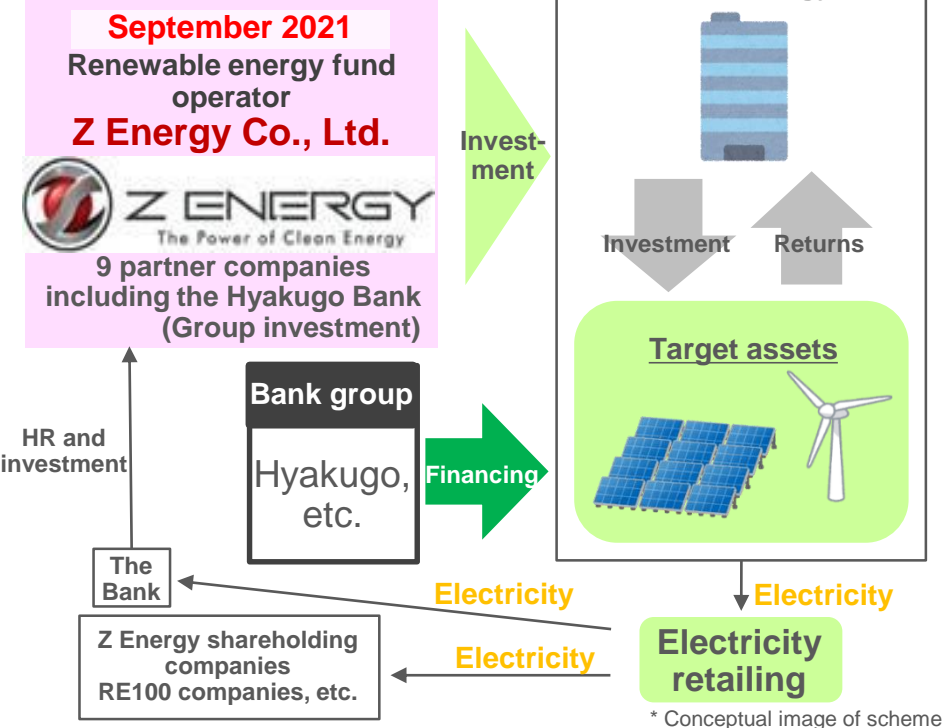 September 2021
Renewable energy fund
operator
Z Energy Co., Ltd.
Z ENERGY
The Power of Clean Energy
9 partner companies
including the Hyakugo Bank
(Group investment)
Invest-
ment
Investment
Returns
Target assets
Bank group
Hyakugo,
etc.
Financing
HR and
investment
The
Bank
Electricity
Electricity
Z Energy shareholding
companies
RE100 companies, etc.
Electricity
Electricity
retailing
* Conceptual image of scheme